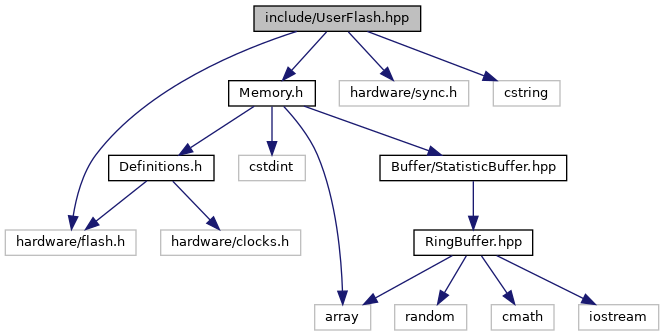 include/UserFlash.hpp
Memory.h
hardware/sync.h
cstring
Definitions.h
cstdint
Buffer/StatisticBuffer.hpp
hardware/flash.h
hardware/clocks.h
RingBuffer.hpp
array
random
cmath
iostream